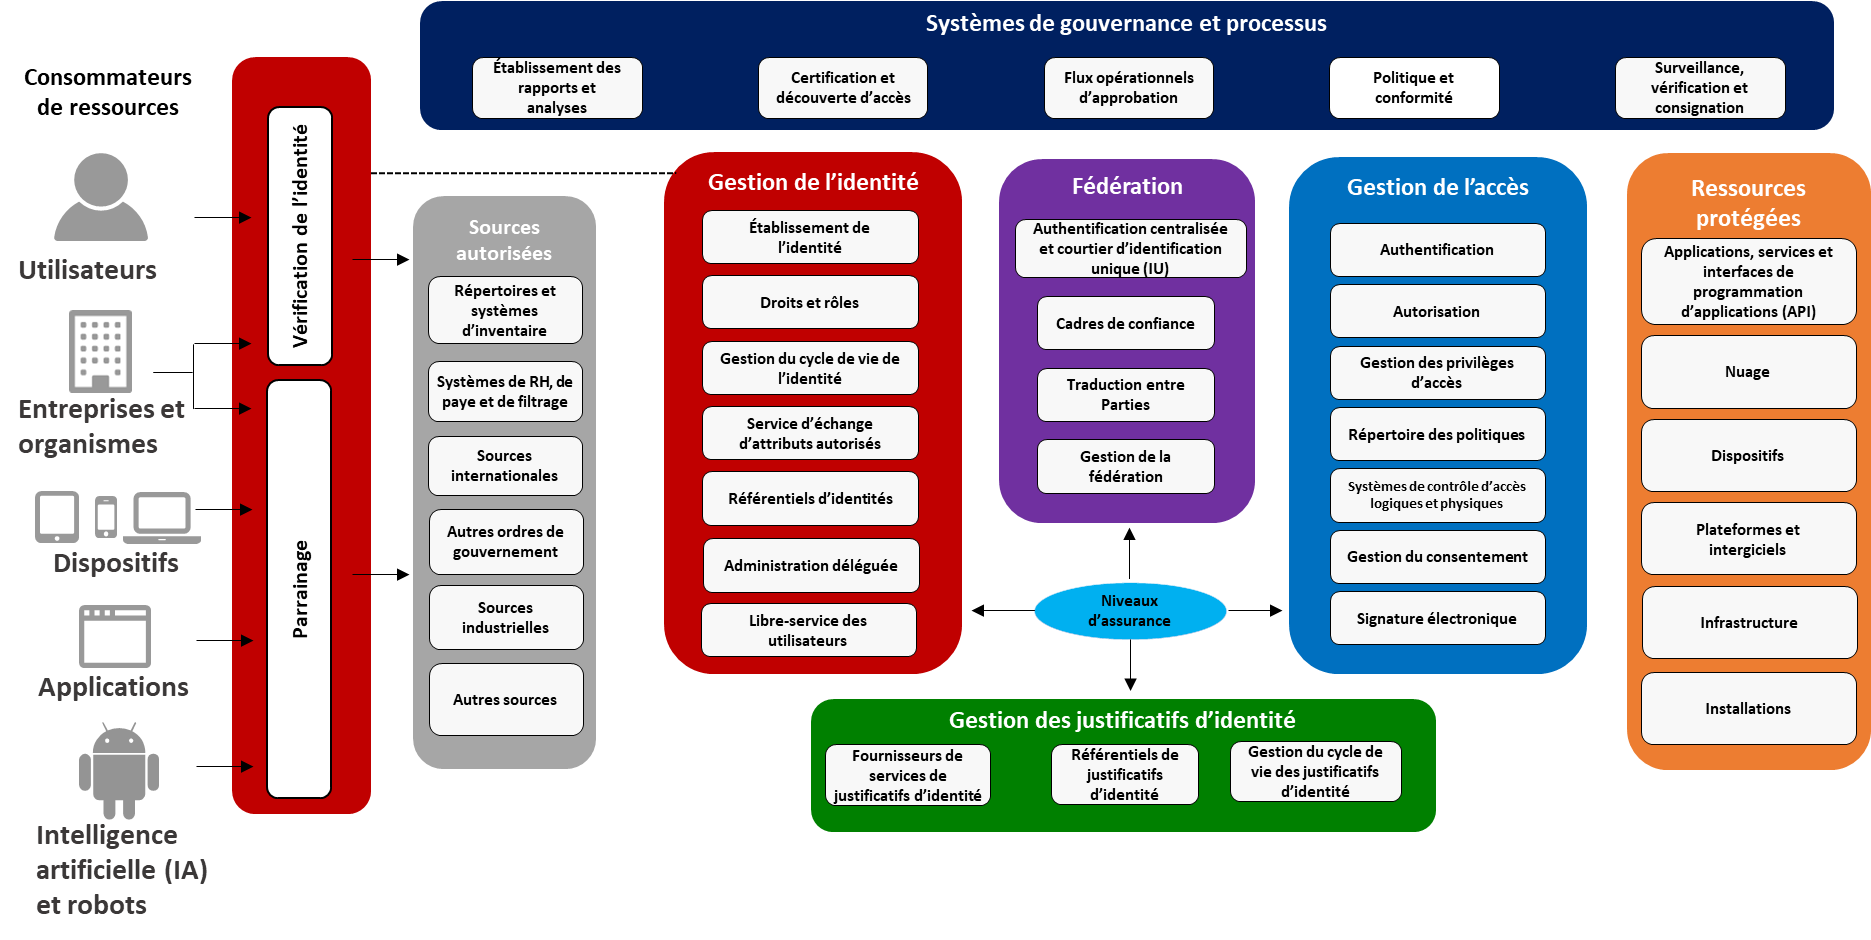 Systèmes de gouvernance et processus
Établissement des
rapports et
analyses
Certification et
découverte d’accès
Flux opérationnels
d’approbation
Politique et
conformité
Surveillance,
vérification et
consignation
Consommateurs
de ressources
Utilisateurs
Entreprises et
organismes
Dispositifs
Applications
Intelligence
artificielle (IA)
et robots
Vérification de l’identité
Parrainage
Sources
autorisées
Répertoires et
systèmes
d’inventaire
Systèmes de RH, de
paye et de filtrage
Sources
internationales
Autres ordres de
gouvernement
Sources
industrielles
Autres sources
Gestion de l’identité
Établissement de
l’identité
Droits et rôles
Gestion du cycle de vie de
l’identité
Service d’échange
d’attributs autorisés
Référentiels d’identités
Administration déléguée
Libre-service des
utilisateurs
Fédération
Authentification centralisée
et courtier d’identification
unique (IU)
Cadres de confiance
Traduction entre
Parties
Gestion de la
fédération
Niveaux
d’assurance
Gestion de l’accès
Authentification
Autorisation
Gestion des privilèges
d’accès
Répertoire des politiques
Systèmes de contrôle d’accès
logiques et physiques
Gestion du consentement
Signature électronique
Gestion des justificatifs d’identité
Fournisseurs de
services de
justificatifs d’identité
Référentiels de
justificatifs
d’identité
Gestion du cycle de
vie des justificatifs
d’identité
Ressources
protégées
Applications, services et
interfaces de
programmation
d’applications (API)
Nuage
Dispositifs
Plateformes et
intergiciels
Infrastructure
Installations